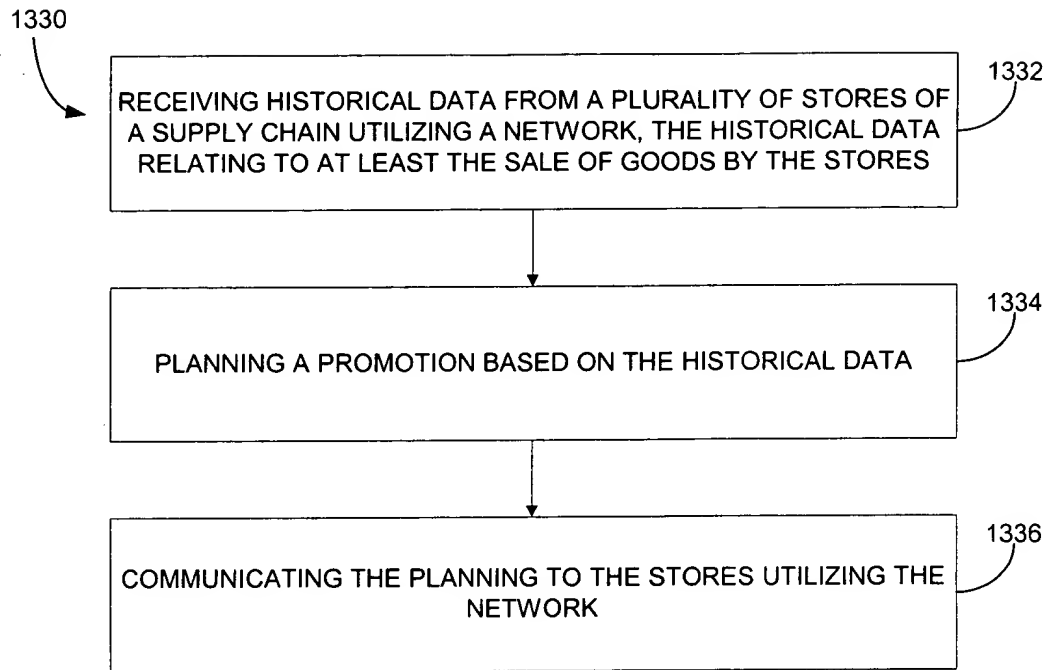 1330
1332
RECEIVING HISTORICAL DATA FROM A PLURALITY OF STORES OF
A SUPPLY CHAIN UTILIZING A NETWORK, THE HISTORICAL DATA
RELATING TO AT LEAST THE SALE OF GOODS BY THE STORES
1334
PLANNING A PROMOTION BASED ON THE HISTORICAL DATA
1336
COMMUNICATING THE PLANNING TO THE STORES UTILIZING THE
NETWORK